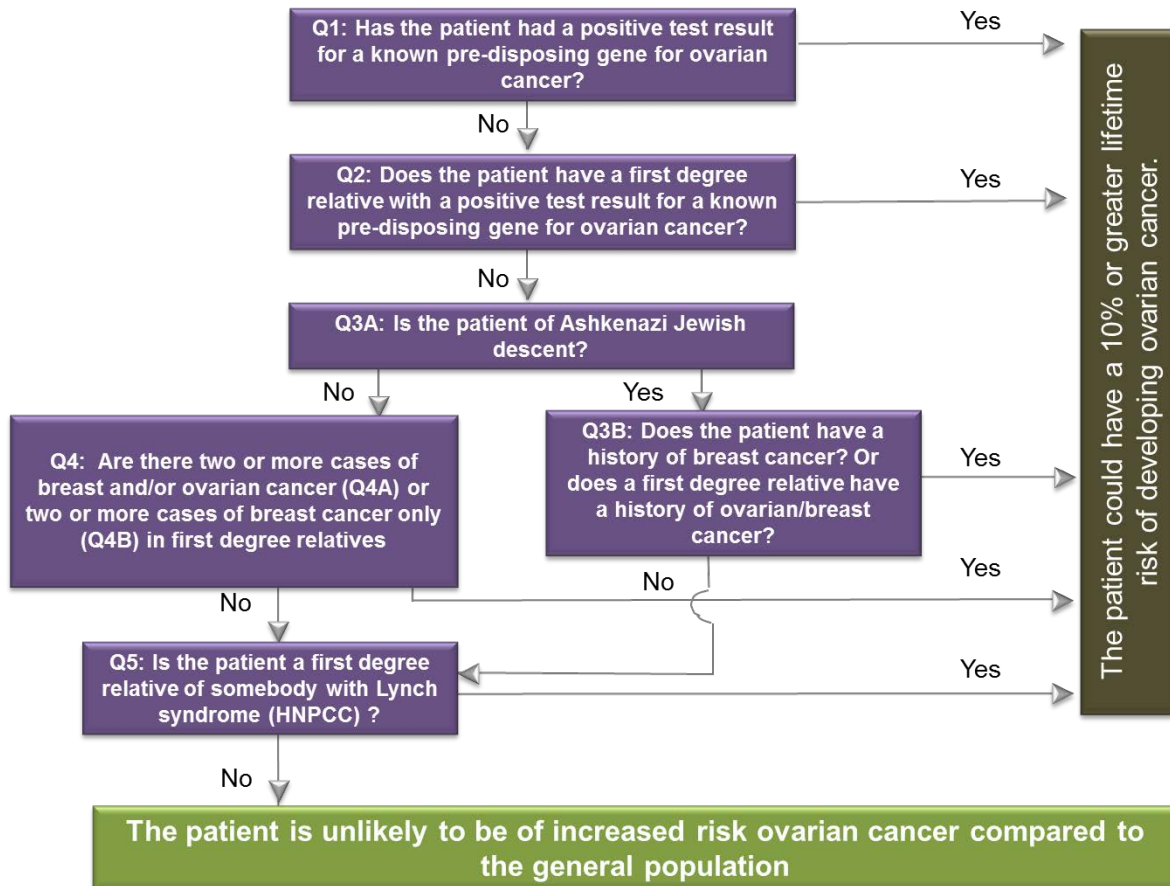 Q1: Has the patient had a positive test result
for a known pre-disposing gene for ovarian
cancer?
Yes
No
Q2: Does the patient have a first degree
relative with a positive test result for a known
pre-disposing gene for ovarian cancer?
Yes
No
Q3A: Is the patient of Ashkenazi Jewish
descent?
No
Yes
Q4: Are there two or more cases of
breast and/or ovarian cancer (Q4A) or
two or more cases of breast cancer only
(Q4B) in first degree relatives
Q3B: Does the patient have a
history of breast cancer? Or
does a first degree relative have
a history of ovarian/breast
cancer?
Yes
No
Yes
No
Q5: Is the patient a first degree
relative of somebody with Lynch
syndrome (HNPCC) ?
Yes
No
The patient could have a 10% or greater lifetime
risk of developing ovarian cancer.
The patient is unlikely to be of increased risk ovarian cancer compared to
the general population